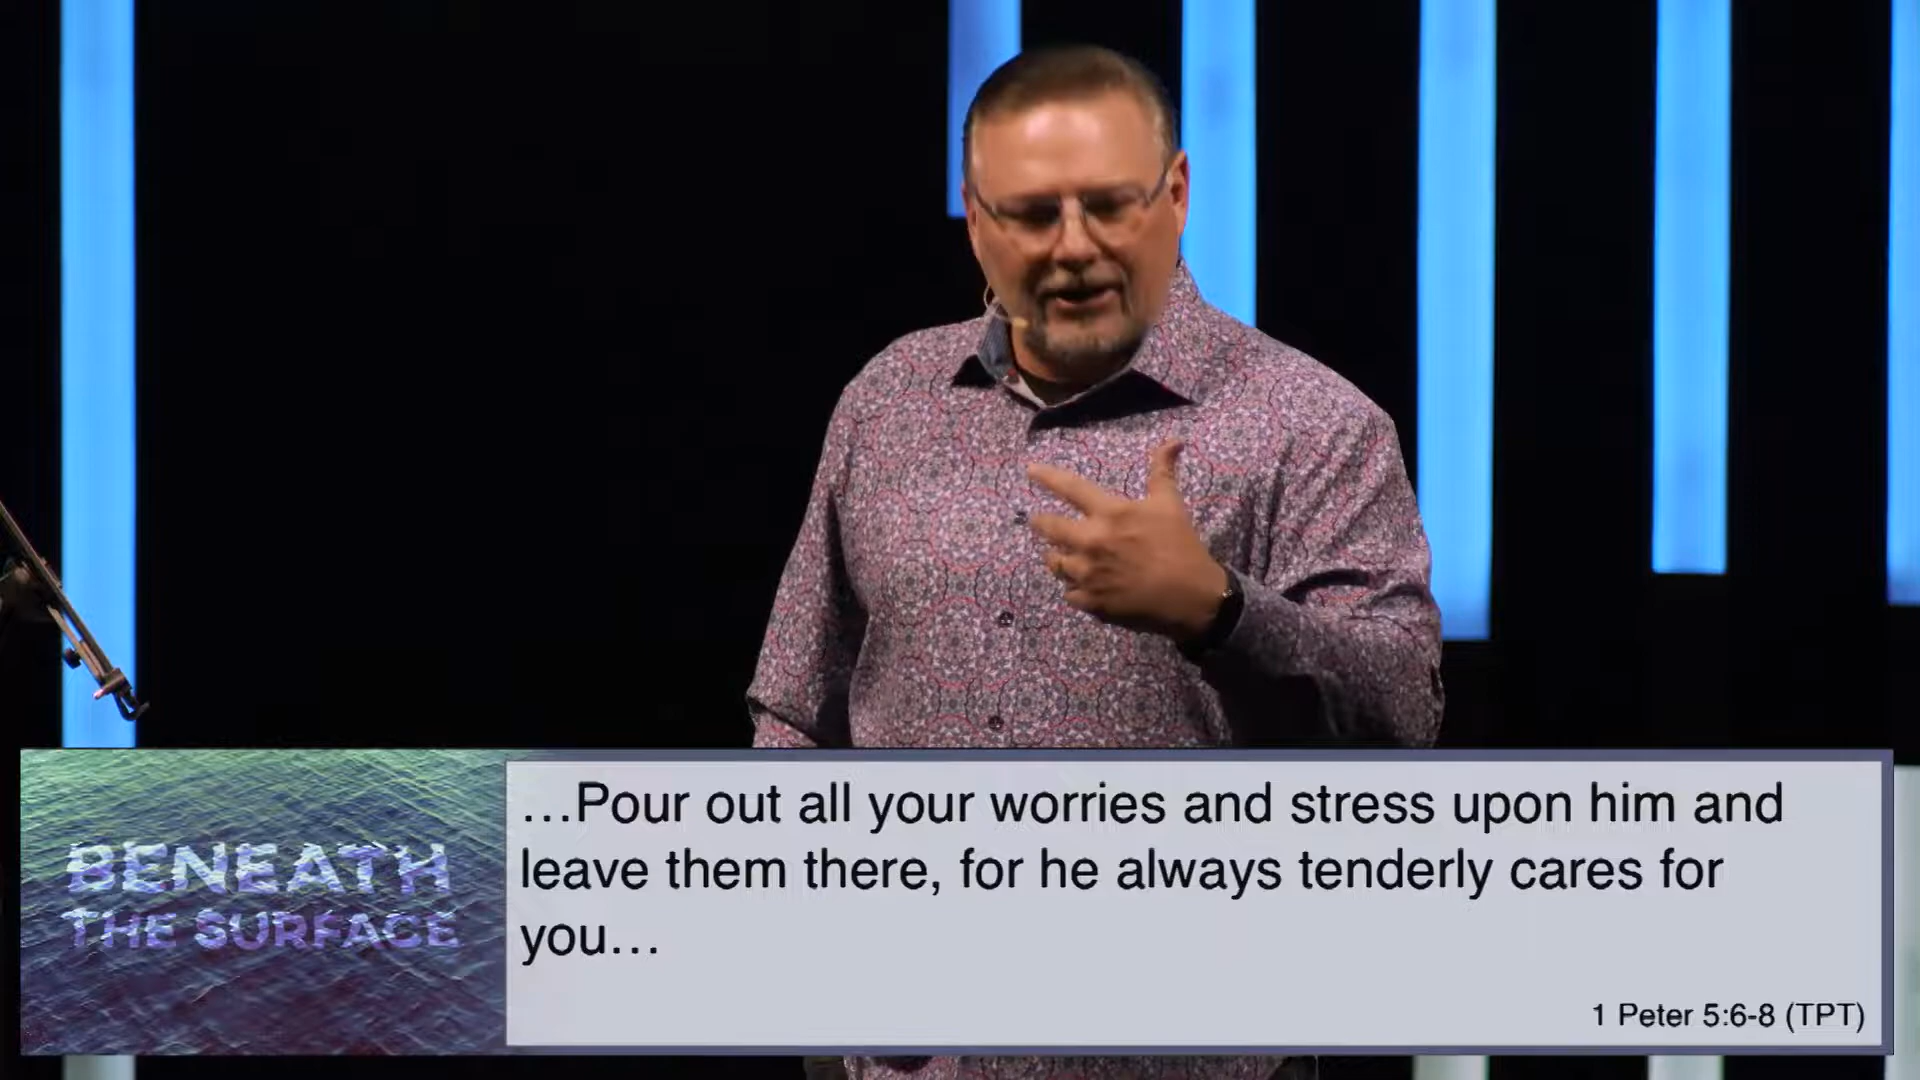 BENEATH
THE SURFACE
…Pour out all your worries and stress upon him and
leave them there, for he always tenderly cares for
you…
1 Peter 5:6-8 (TPT)